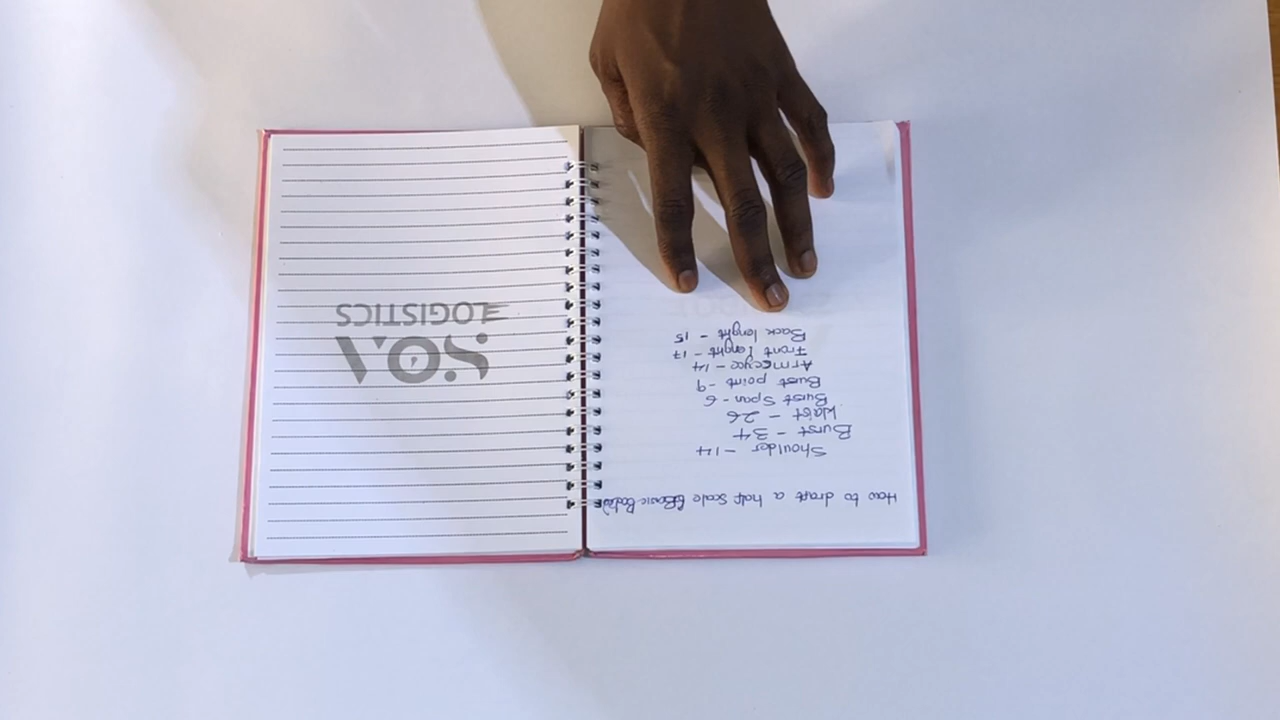 How to draft a half Scale (Basic Bodice)
Shoulder - 14
Burst - 34
Waist - 26
Burst Span - 6
Burst point - 9
Armscye - 14
Front lenght - 17
Back lenght - 15
SOA
LOGISTICS